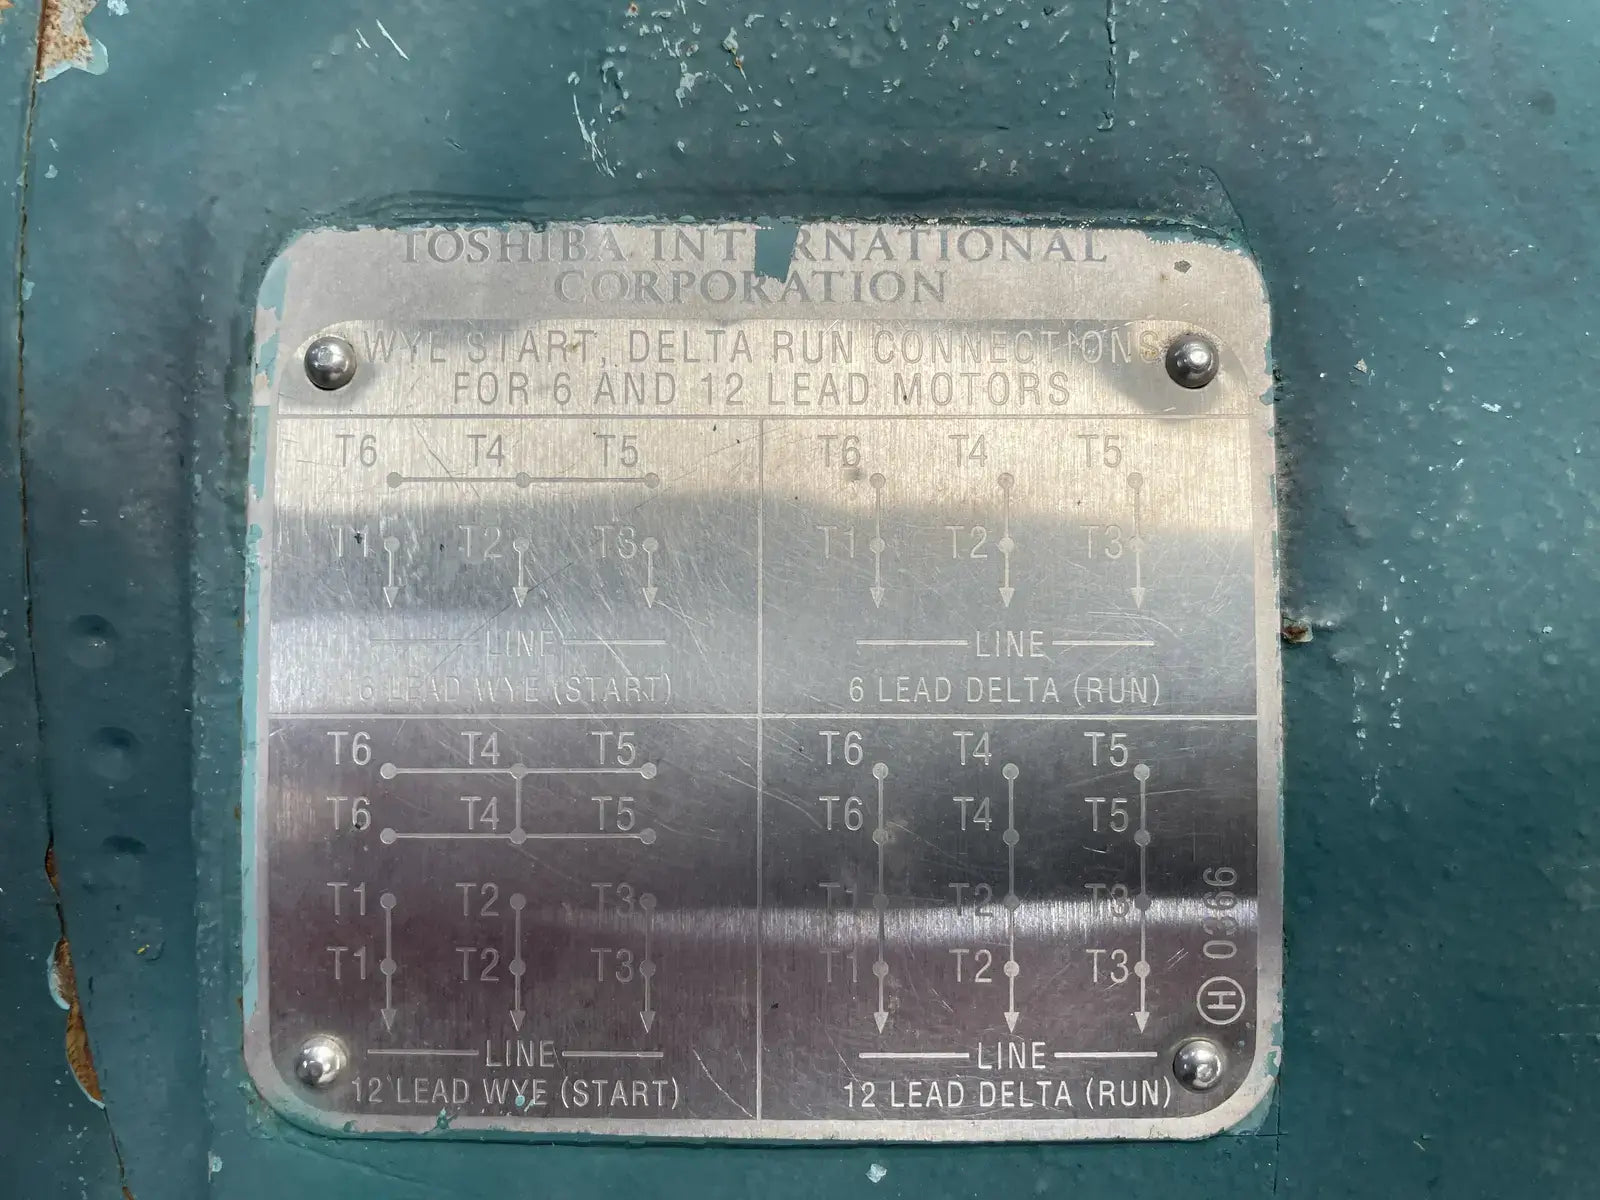 TOSHIBA INTERNATIONAL
CORPORATION
WYE START, DELTA RUN CONNECTIONS
FOR 6 AND 12 LEAD MOTORS
T6 T4 T5
T1 T2 T3
LINE
6 LEAD WYE (START)
T6 T4 T5
T1 T2 T3
LINE
6 LEAD DELTA (RUN)
T6 T4 T5
T6 T4 T5
T1 T2 T3
T1 T2 T3
LINE
12 LEAD WYE (START)
T6 T4 T5
T6 T4 T5
T1 T2 T3
T1 T2 T3
LINE
12 LEAD DELTA (RUN)
Ⓗ 0366